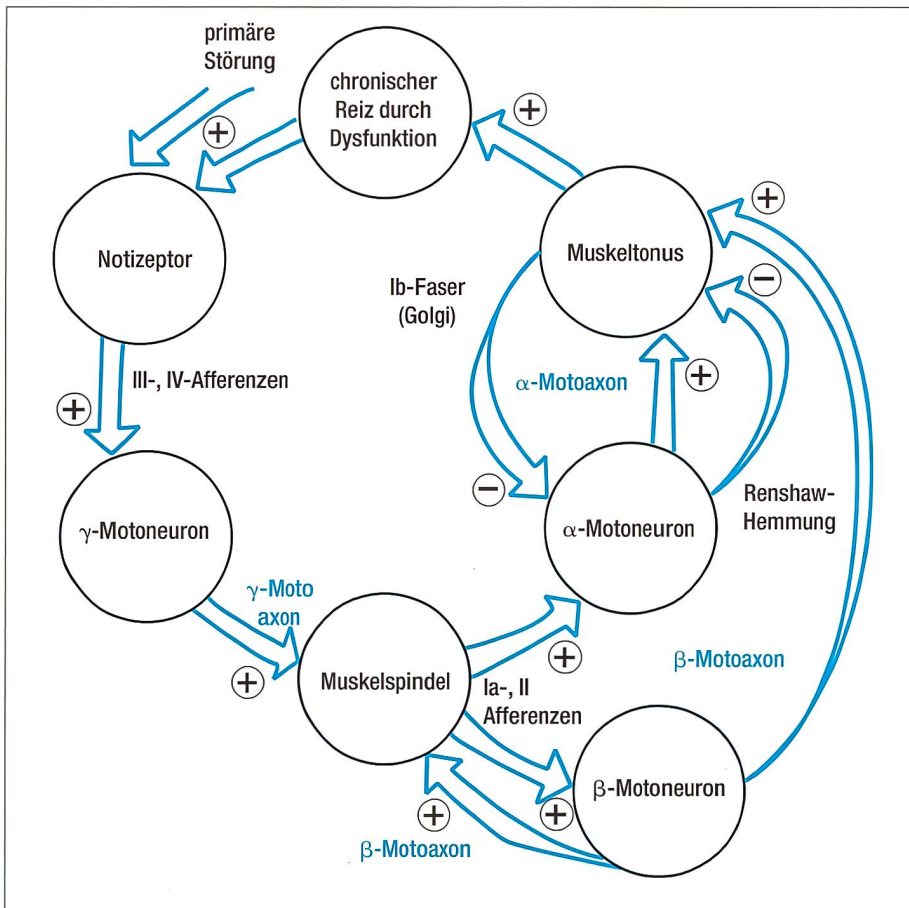 primäre
Störung
chronischer
Reiz durch
Dysfunktion
+
+
+
Notizeptor
Muskeltonus
−
Ib-Faser
(Golgi)
III-, IV-Afferenzen
+
α-Motoaxon
+
−
Renshaw-
Hemmung
γ-Motoneuron
α-Motoneuron
γ-Moto
axon
+
+
β-Motoaxon
Muskelspindel
Ia-, II
Afferenzen
β-Motoneuron
+
+
β-Motoaxon